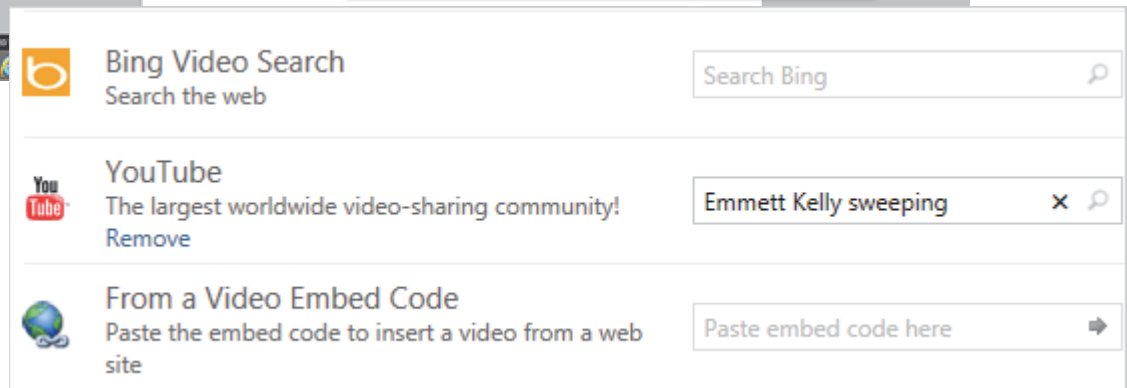 Bing Video Search
Search the web
Search Bing
You
Tube
YouTube
The largest worldwide video-sharing community!
Remove
Emmett Kelly sweeping
From a Video Embed Code
Paste the embed code to insert a video from a web
site
Paste embed code here